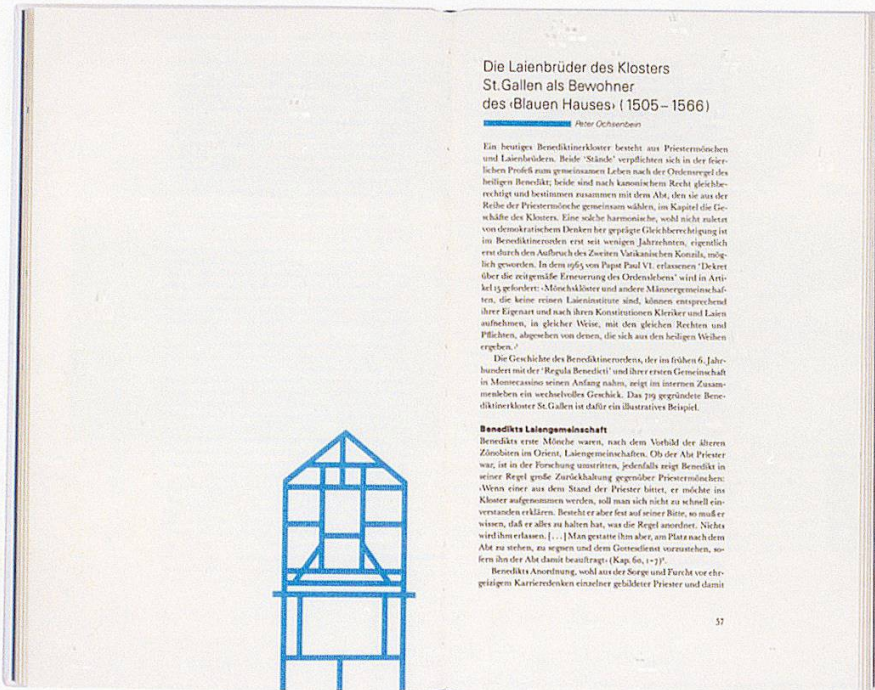 Die Laienbrüder des Klosters
St.Gallen als Bewohner
des ‹Blauen Hauses› (1505–1566)
Peter Ochsenbein
Ein heutiges Benediktinerkloster besteht aus Priestermönchen
und Laienbrüdern. Beide ‘Stände’ verpflichten sich in der feier-
lichen Profeß zum gemeinsamen Leben nach der Ordensregel des
heiligen Benedikt; beide sind nach kanonischem Recht gleichbe-
rechtigt und bestimmen zusammen mit dem Abt, den sie aus der
Reihe der Priestermönche gemeinsam wählen, im Kapitel die Ge-
schäfte des Klosters. Eine solche harmonische, wohl nicht zuletzt
von demokratischem Denken her geprägte Gleichberechtigung ist
im Benediktinerorden erst seit wenigen Jahrzehnten, eigentlich
erst durch den Aufbruch des Zweiten Vatikanischen Konzils, mög-
lich geworden. In dem 1965 von Papst Paul VI. erlassenen ‘Dekret
über die zeitgemäße Erneuerung des Ordenslebens’ wird in Arti-
kel 15 gefordert: ‹Mönchsklöster und andere Männergemeinschaf-
ten, die keine reinen Laieninstitute sind, können entsprechend
ihrer Eigenart und nach ihren Konstitutionen Kleriker und Laien
aufnehmen, in gleicher Weise, mit den gleichen Rechten und
Pflichten, abgesehen von denen, die sich aus den heiligen Weihen
ergeben.›¹
Die Geschichte des Benediktinerordens, der im frühen 6. Jahr-
hundert mit der ‘Regula Benedicti’ und ihrer ersten Gemeinschaft
in Montecassino seinen Anfang nahm, zeigt im internen Zusam-
menleben ein wechselvolles Geschick. Das 719 gegründete Bene-
diktinerkloster St.Gallen ist dafür ein illustratives Beispiel.
Benedikts Laiengemeinschaft
Benedikts erste Mönche waren, nach dem Vorbild der älteren
Zönobiten im Orient, Laiengemeinschaften. Ob der Abt Priester
war, ist in der Forschung umstritten, jedenfalls zeigt Benedikt in
seiner Regel große Zurückhaltung gegenüber Priestermönchen:
‹Wenn einer aus dem Stand der Priester bittet, er möchte ins
Kloster aufgenommen werden, soll man sich nicht zu schnell ein-
verstanden erklären. Besteht er aber fest auf seiner Bitte, so muß er
wissen, daß er alles zu halten hat, was die Regel anordnet. Nichts
wird ihm erlassen. [...] Man gestatte ihm aber, am Platz nach dem
Abt zu stehen, zu segnen und dem Gottesdienst vorzustehen, so-
fern ihn der Abt damit beauftragt› (Kap. 60, 1-7)².
Benedikts Anordnung, wohl aus der Sorge und Furcht vor ehr-
geizigem Karrieredenken einzelner gebildeter Priester und damit
37